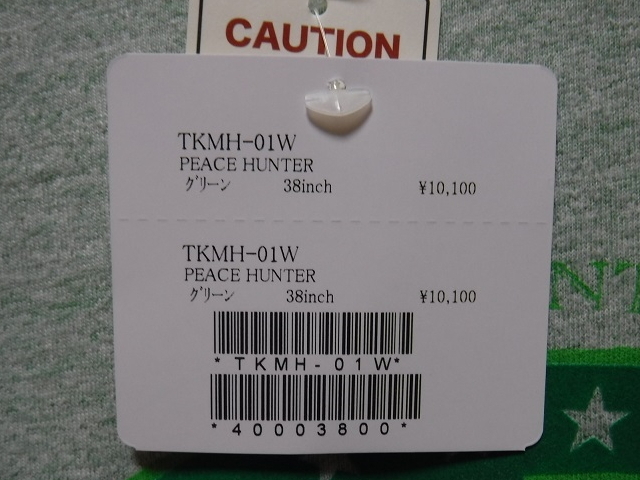 CAUTION
TKMH-01W
PEACE HUNTER
ｸﾞﾘｰﾝ 38inch ¥10,100
TKMH-01W
PEACE HUNTER
ｸﾞﾘｰﾝ 38inch ¥10,100
*TKMH-01W*
*40003800*
NT